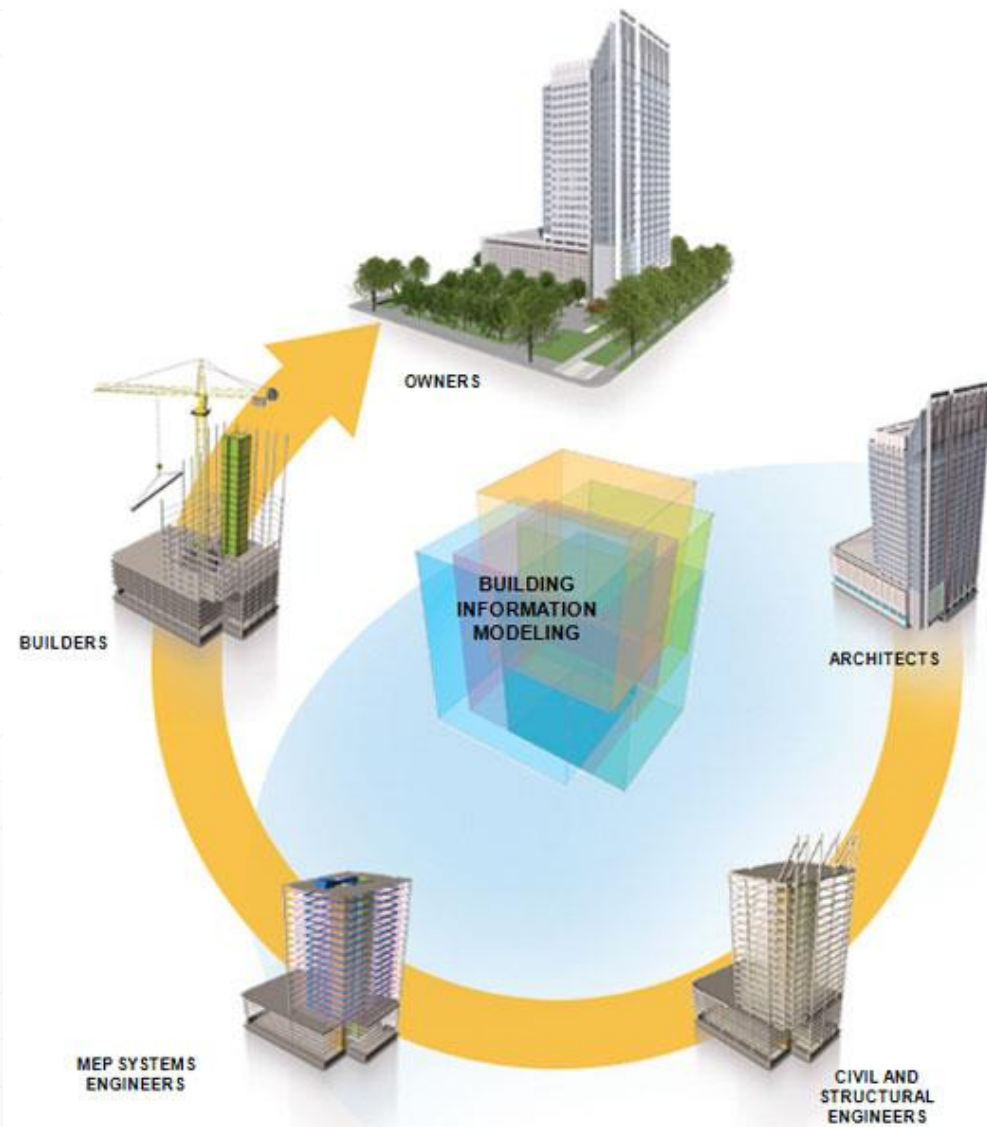 OWNERS
BUILDING
INFORMATION
MODELING
BUILDERS
ARCHITECTS
MEP SYSTEMS
ENGINEERS
CIVIL AND
STRUCTURAL
ENGINEERS